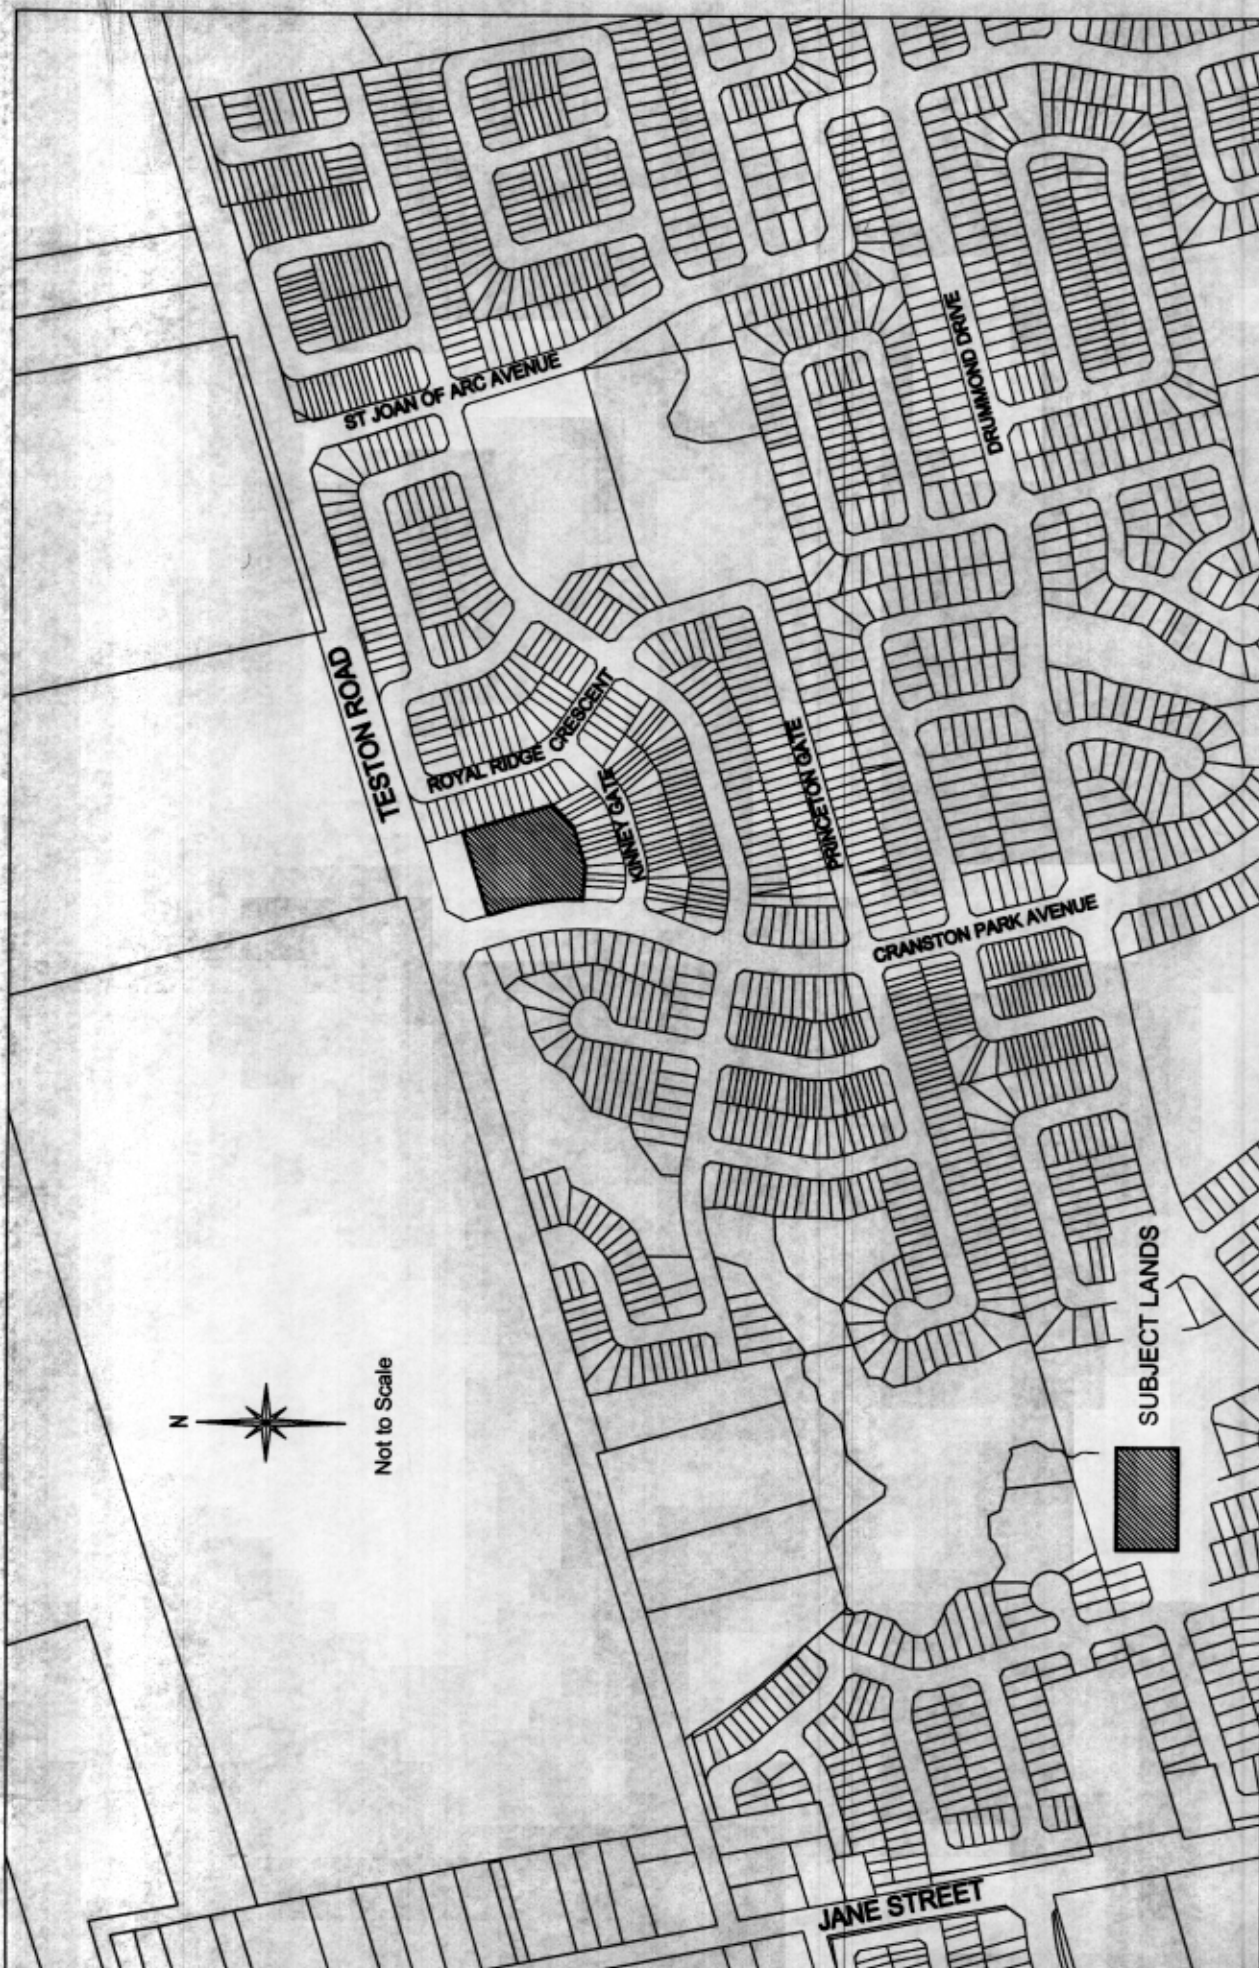 TESTON ROAD
ST JOAN OF ARC AVENUE
DRUMMOND DRIVE
ROYAL RIDGE CRESCENT
KINNEY GATE
PRINCETON GATE
CRANSTON PARK AVENUE
N
Not to Scale
SUBJECT LANDS
JANE STREET